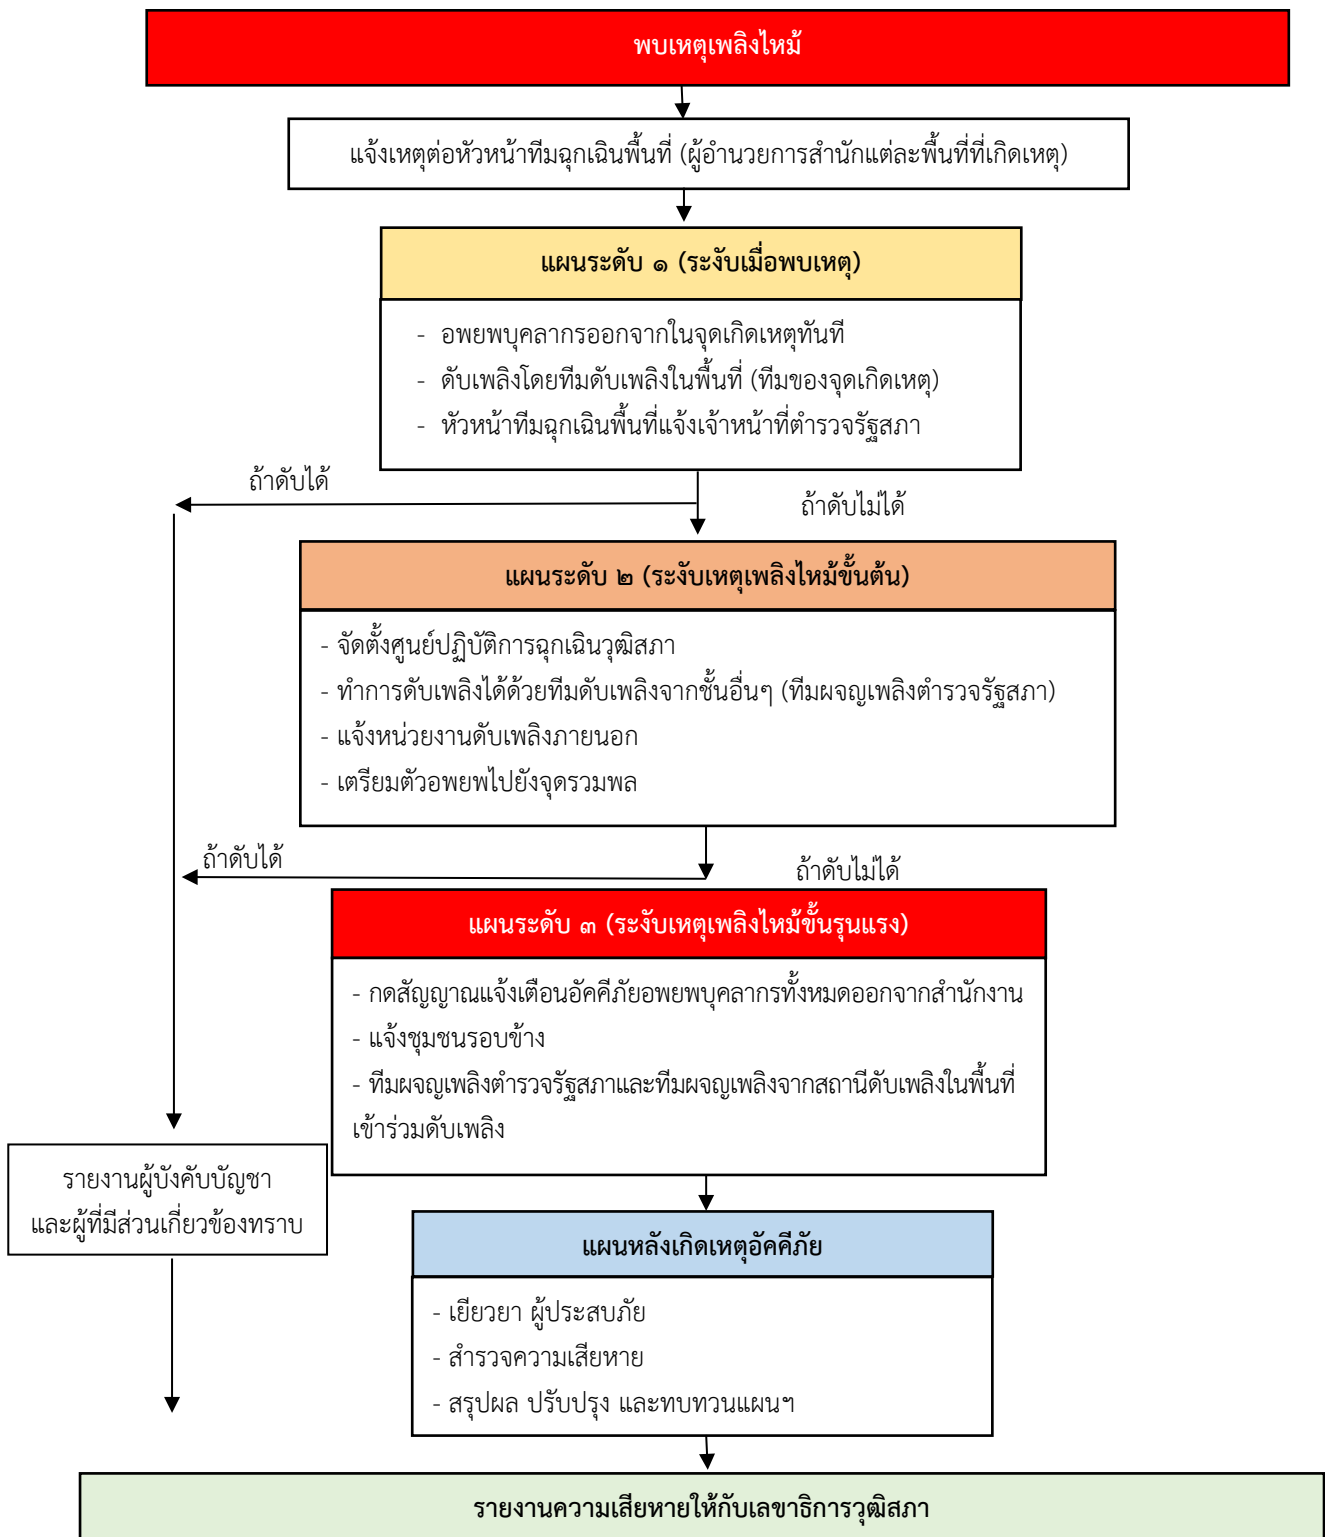 พบเหตุเพลิงไหม้
แจ้งเหตุต่อหัวหน้าทีมฉุกเฉินพื้นที่ (ผู้อำนวยการสำนักแต่ละพื้นที่ที่เกิดเหตุ)
แผนระดับ ๑ (ระงับเมื่อพบเหตุ)
- อพยพบุคลากรออกจากในจุดเกิดเหตุทันที
- ดับเพลิงโดยทีมดับเพลิงในพื้นที่ (ทีมของจุดเกิดเหตุ)
- หัวหน้าทีมฉุกเฉินพื้นที่แจ้งเจ้าหน้าที่ตำรวจรัฐสภา
ถ้าดับได้
ถ้าดับไม่ได้
แผนระดับ ๒ (ระงับเหตุเพลิงไหม้ขั้นต้น)
- จัดตั้งศูนย์ปฏิบัติการฉุกเฉินวุฒิสภา
- ทำการดับเพลิงได้ด้วยทีมดับเพลิงจากชั้นอื่นๆ (ทีมผจญเพลิงตำรวจรัฐสภา)
- แจ้งหน่วยงานดับเพลิงภายนอก
- เตรียมตัวอพยพไปยังจุดรวมพล
ถ้าดับได้
ถ้าดับไม่ได้
แผนระดับ ๓ (ระงับเหตุเพลิงไหม้ขั้นรุนแรง)
- กดสัญญาณแจ้งเตือนอัคคีภัยอพยพบุคลากรทั้งหมดออกจากสำนักงาน
- แจ้งชุมชนรอบข้าง
- ทีมผจญเพลิงตำรวจรัฐสภาและทีมผจญเพลิงจากสถานีดับเพลิงในพื้นที่
เข้าร่วมดับเพลิง
รายงานผู้บังคับบัญชา
และผู้ที่มีส่วนเกี่ยวข้องทราบ
แผนหลังเกิดเหตุอัคคีภัย
- เยียวยา ผู้ประสบภัย
- สำรวจความเสียหาย
- สรุปผล ปรับปรุง และทบทวนแผนฯ
รายงานความเสียหายให้กับเลขาธิการวุฒิสภา